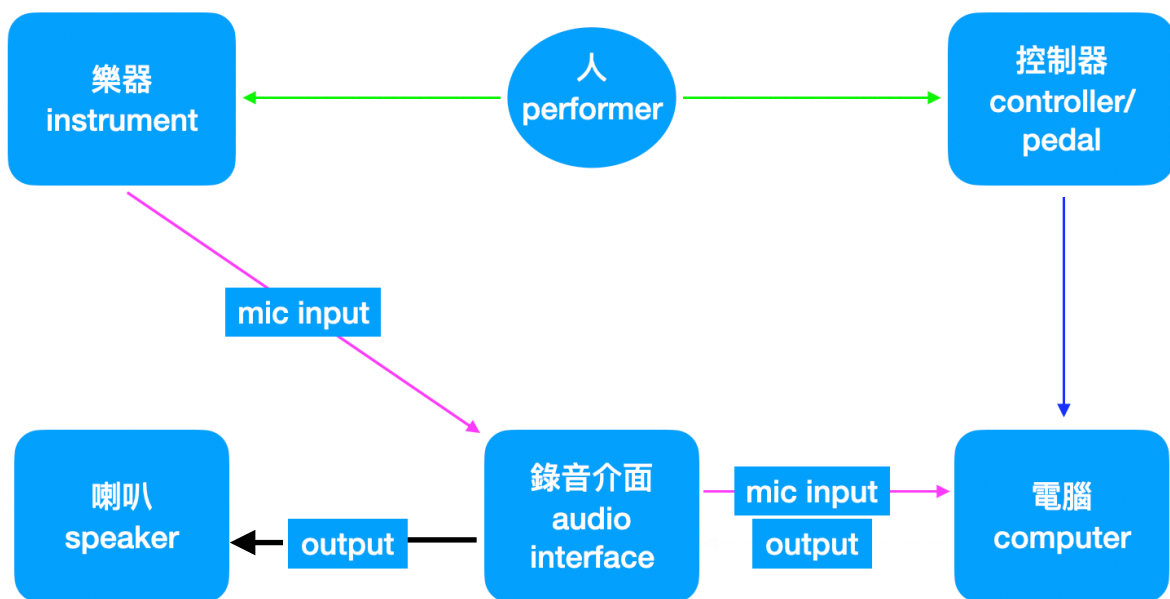 樂器
instrument
人
performer
控制器
controller/
pedal
mic input
喇叭
speaker
output
錄音介面
audio
interface
mic input
output
電腦
computer